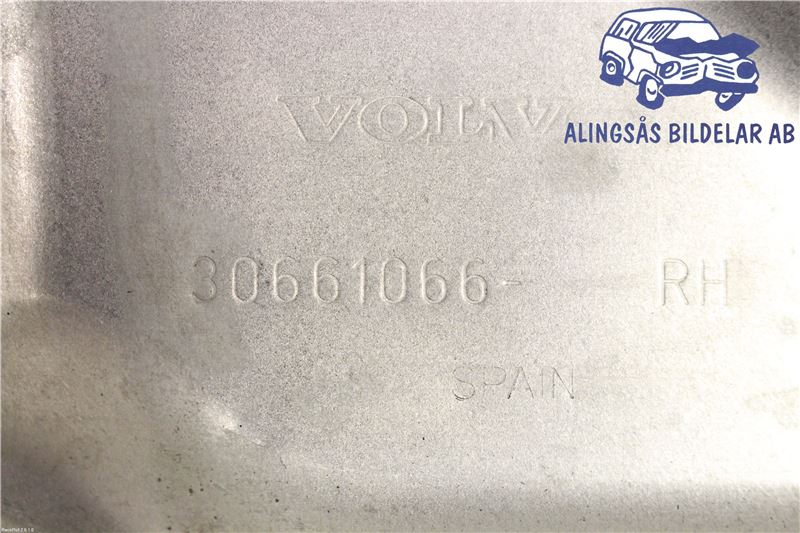 VOLVO
ALINGSÅS BILDELAR AB
30661066- RH
SPAIN